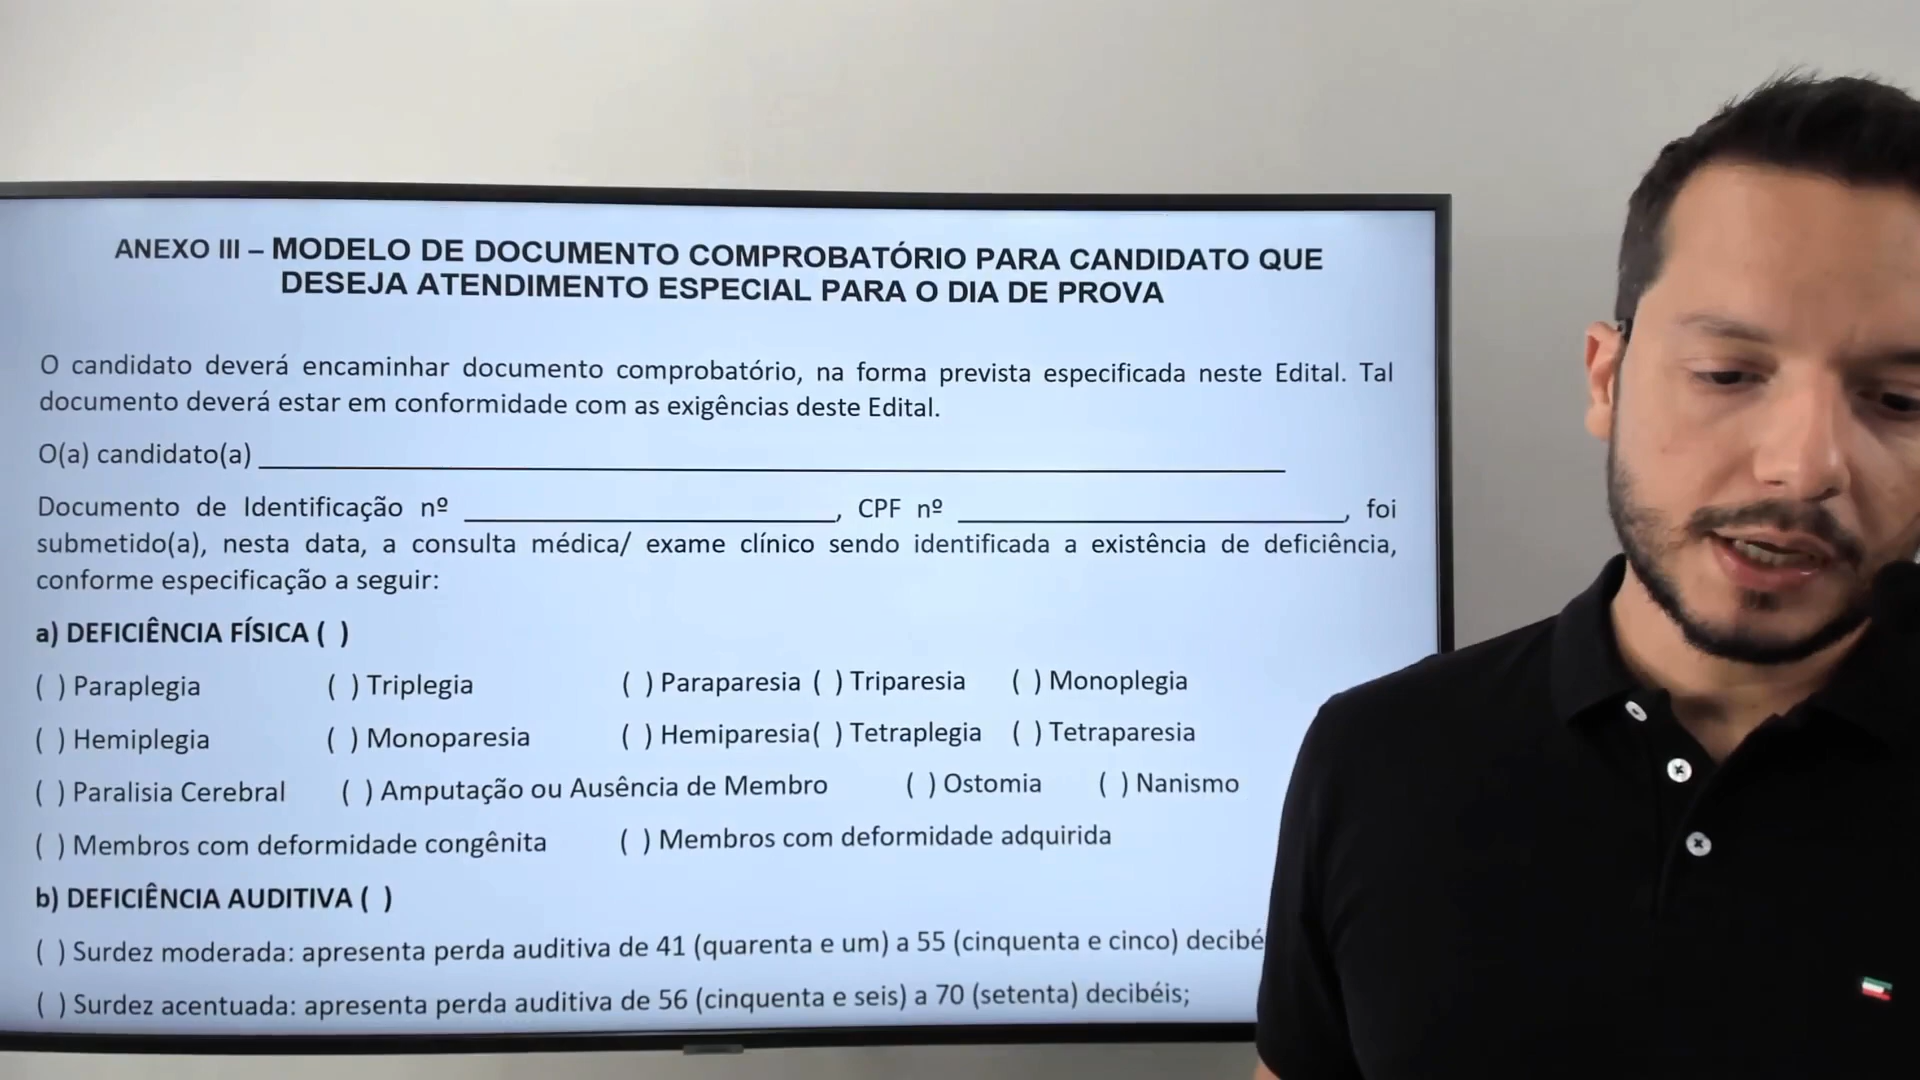 ANEXO III – MODELO DE DOCUMENTO COMPROBATÓRIO PARA CANDIDATO QUE
DESEJA ATENDIMENTO ESPECIAL PARA O DIA DE PROVA
O candidato deverá encaminhar documento comprobatório, na forma prevista especificada neste Edital. Tal
documento deverá estar em conformidade com as exigências deste Edital.
O(a) candidato(a) ____________________
Documento de Identificação nº ____________________, CPF nº ____________________, foi
submetido(a), nesta data, a consulta médica/ exame clínico sendo identificada a existência de deficiência,
conforme especificação a seguir:
a) DEFICIÊNCIA FÍSICA ( )
( ) Paraplegia ( ) Triplegia ( ) Paraparesia ( ) Triparesia ( ) Monoplegia
( ) Hemiplegia ( ) Monoparesia ( ) Hemiparesia( ) Tetraplegia ( ) Tetraparesia
( ) Paralisia Cerebral ( ) Amputação ou Ausência de Membro ( ) Ostomia ( ) Nanismo
( ) Membros com deformidade congênita ( ) Membros com deformidade adquirida
b) DEFICIÊNCIA AUDITIVA ( )
( ) Surdez moderada: apresenta perda auditiva de 41 (quarenta e um) a 55 (cinquenta e cinco) decibé
( ) Surdez acentuada: apresenta perda auditiva de 56 (cinquenta e seis) a 70 (setenta) decibéis;